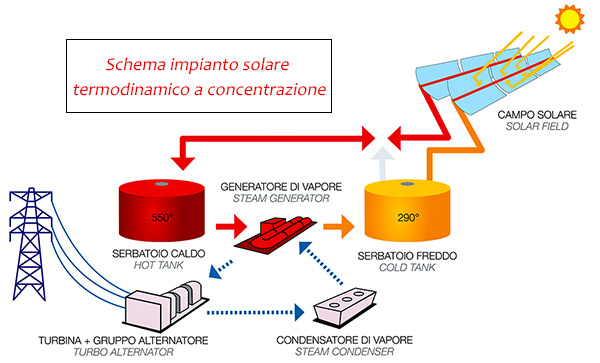 Schema impianto solare
termodinamico a concentrazione
CAMPO SOLARE
SOLAR FIELD
GENERATORE DI VAPORE
STEAM GENERATOR
550°
290°
SERBATOIO CALDO
HOT TANK
SERBATOIO FREDDO
COLD TANK
TURBINA + GRUPPO ALTERNATORE
TURBO ALTERNATOR
CONDENSATORE DI VAPORE
STEAM CONDENSER